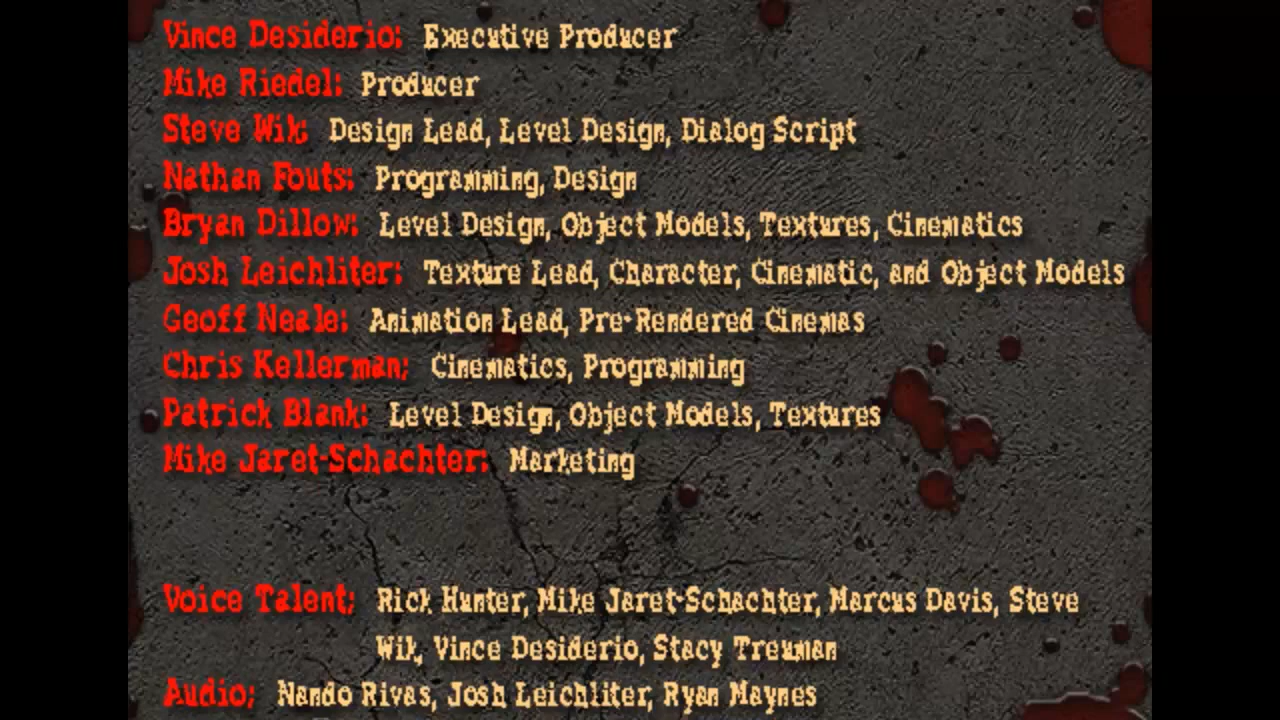 Vince Desiderio: Executive Producer
Mike Riedel: Producer
Steve Wik: Design Lead, Level Design, Dialog Script
Nathan Fouts: Programming, Design
Bryan Dillow: Level Design, Object Models, Textures, Cinematics
Josh Leichliter: Texture Lead, Character, Cinematic, and Object Models
Geoff Neale: Animation Lead, Pre-Rendered Cinemas
Chris Kellerman: Cinematics, Programming
Patrick Blank: Level Design, Object Models, Textures
Mike Jaret-Schachter: Marketing
Voice Talent: Rick Hunter, Mike Jaret-Schachter, Marcus Davis, Steve
Wik, Vince Desiderio, Stacy Treuman
Audio: Nando Rivas, Josh Leichliter, Ryan Maynes